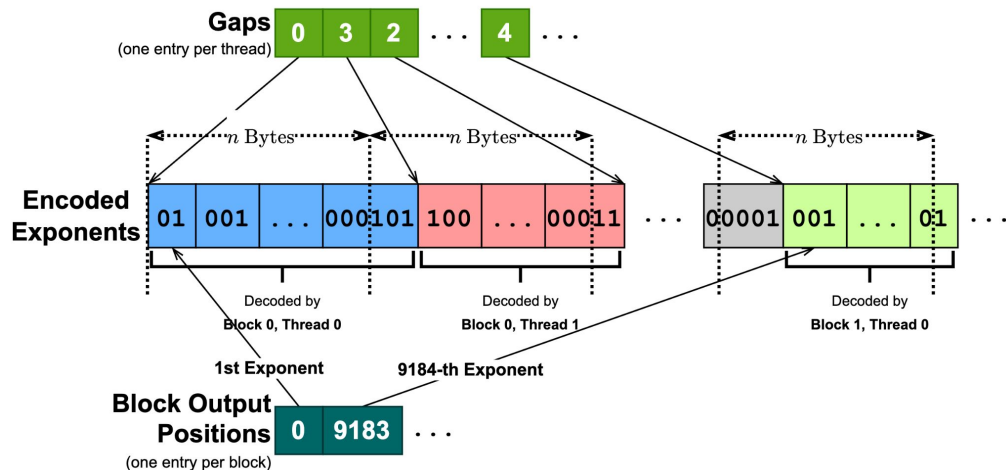 Gaps
(one entry per thread)
0 3 2 ... 4 ...
n Bytes n Bytes n Bytes
Encoded
Exponents
01 001 ... 000101 100 ... 00011 ... 00001 001 ... 01 ...
Decoded by
Block 0, Thread 0
Decoded by
Block 0, Thread 1
Decoded by
Block 1, Thread 0
1st Exponent
9184-th Exponent
Block Output
Positions
(one entry per block)
0 9183 ...